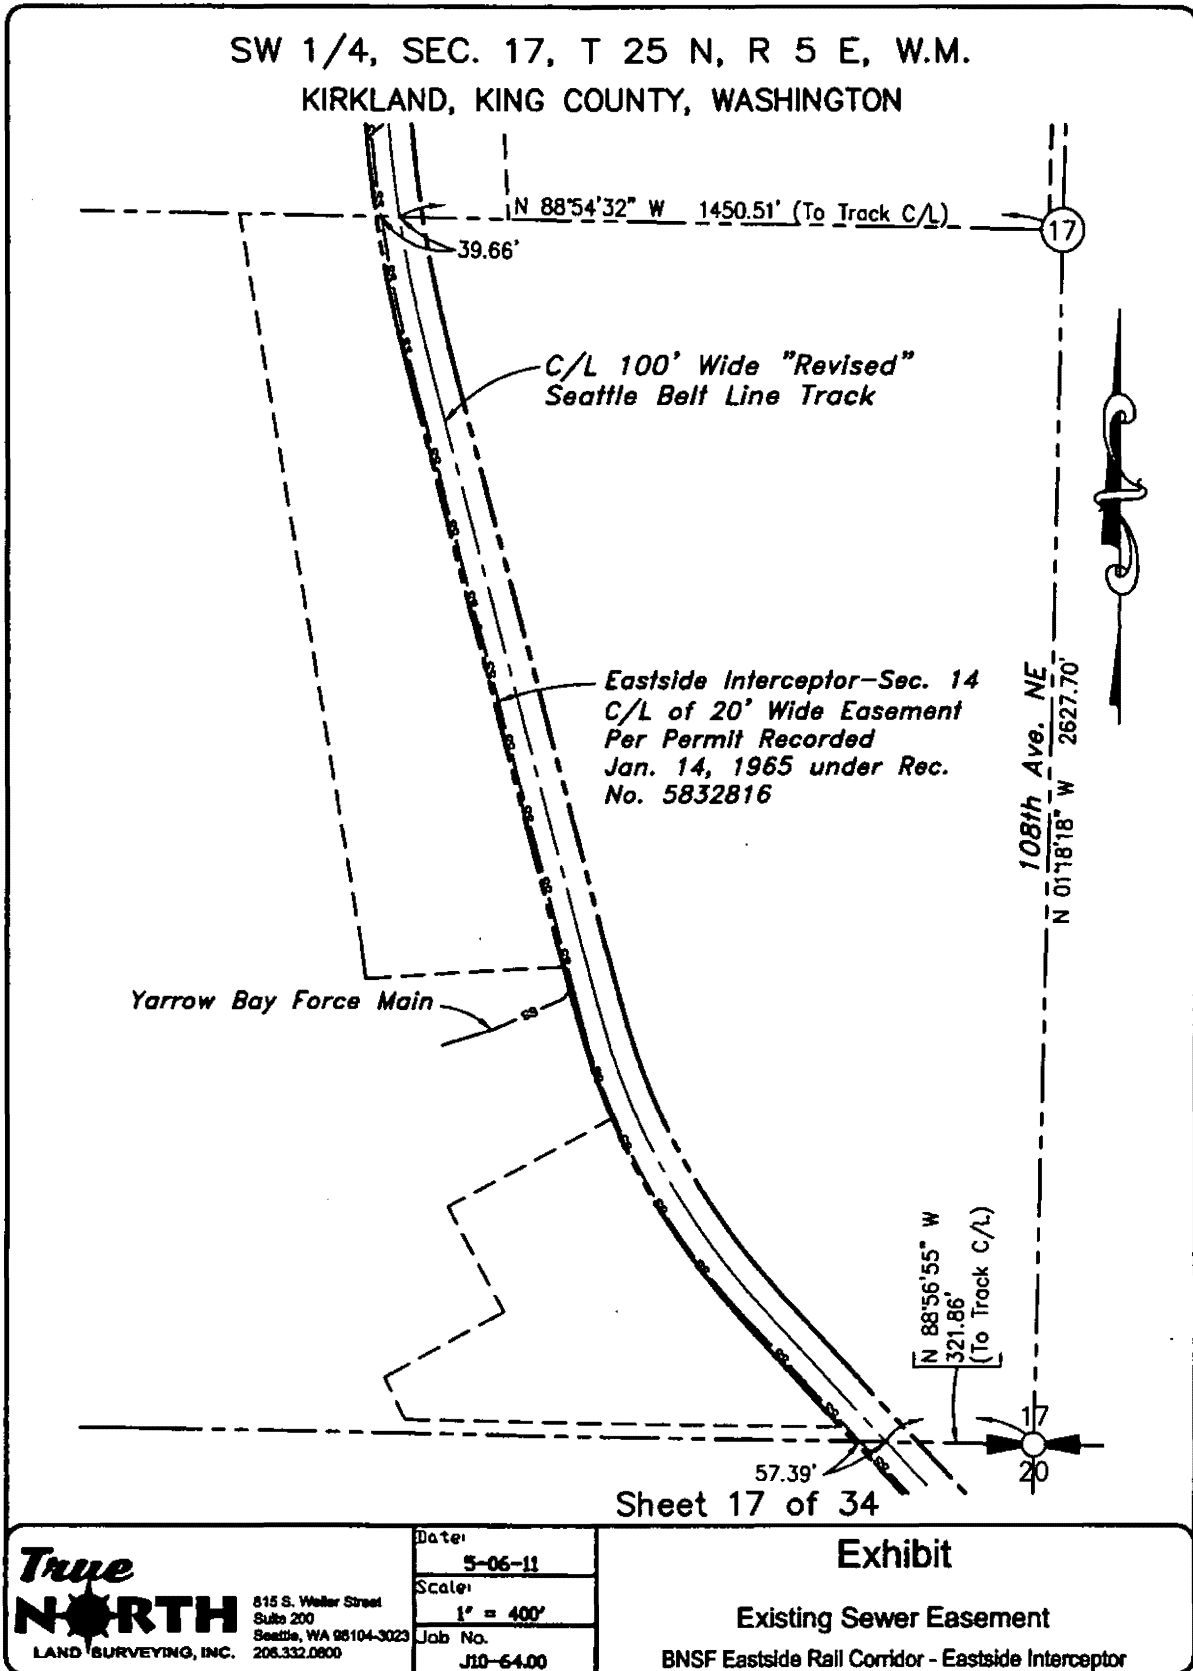 SW 1/4, SEC. 17, T 25 N, R 5 E, W.M.
KIRKLAND, KING COUNTY, WASHINGTON
N 88°54'32" W 1450.51' (To Track C/L)
17
39.66'
C/L 100' Wide "Revised"
Seattle Belt Line Track
Eastside Interceptor-Sec. 14
C/L of 20' Wide Easement
Per Permit Recorded
Jan. 14, 1965 under Rec.
No. 5832816
108th Ave. NE
N 01°18'18" W 2627.70'
Yarrow Bay Force Main
SS
N 88°56'55" W
321.86'
(To Track C/L)
17
20
57.39'
Sheet 17 of 34
True
NORTH
LAND SURVEYING, INC.
815 S. Weller Street
Suite 200
Seattle, WA 98104-3023
206.332.0800
Date:
5-06-11
Scale:
1" = 400'
Job No.
J10-64.00
Exhibit
Existing Sewer Easement
BNSF Eastside Rail Corridor - Eastside Interceptor